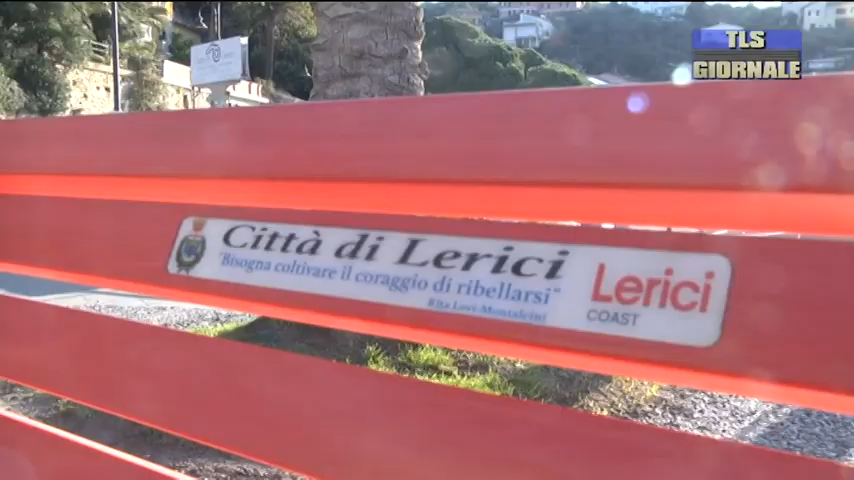 TLS
GIORNALE
Città di Lerici
"Bisogna coltivare il coraggio di ribellarsi"
Rita Levi-Montalcini
Lerici
COAST